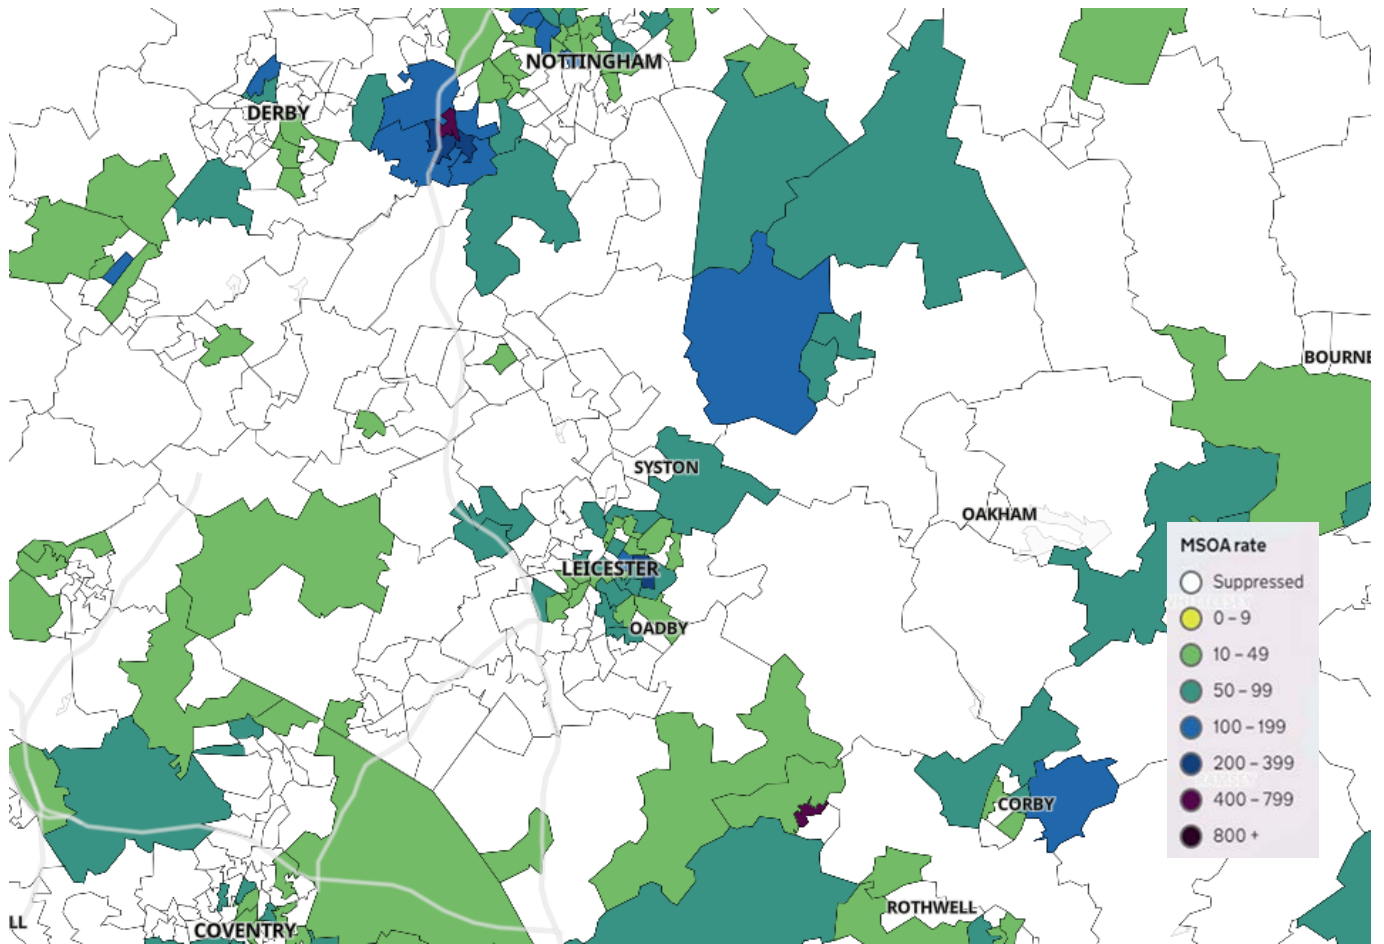 NOTTINGHAM
DERBY
BOURNE
SYSTON
OAKHAM
LEICESTER
OADBY
MSOA rate
Suppressed
0 – 9
10 – 49
50 – 99
100 – 199
200 – 399
400 – 799
800 +
CORBY
ROTHWELL
LL
COVENTRY